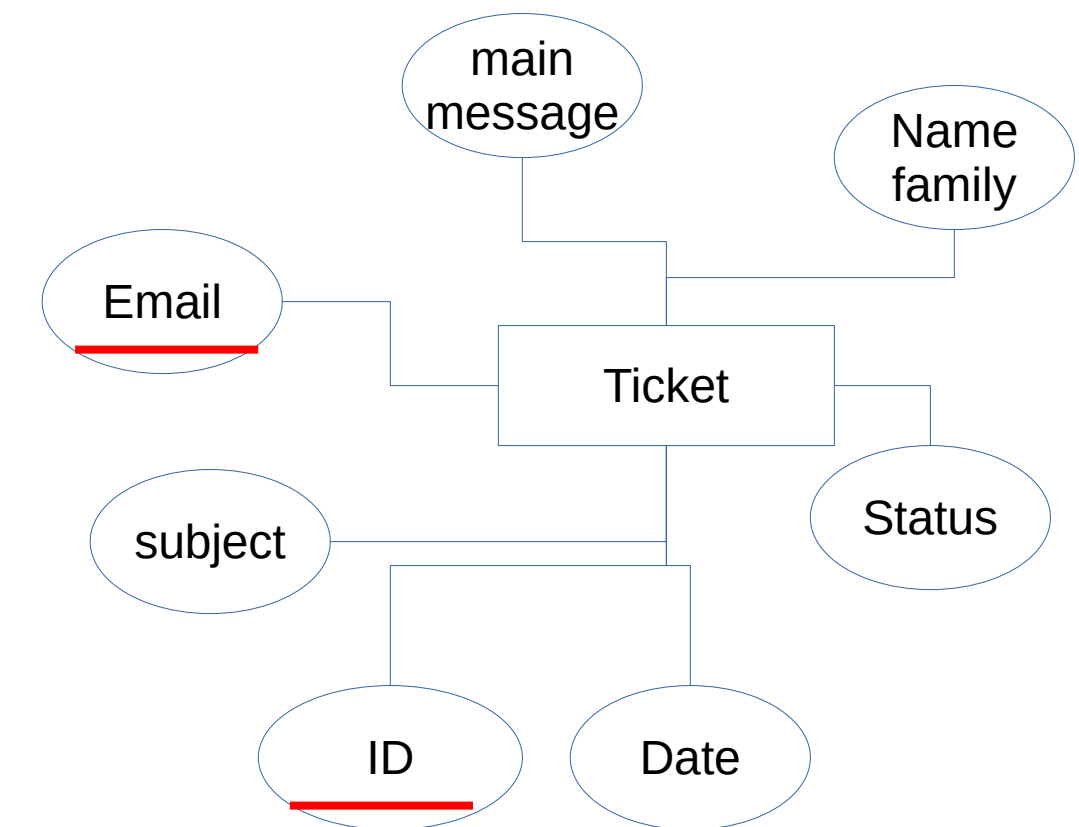 main
message
Name
family
Email
Ticket
Status
subject
ID
Date